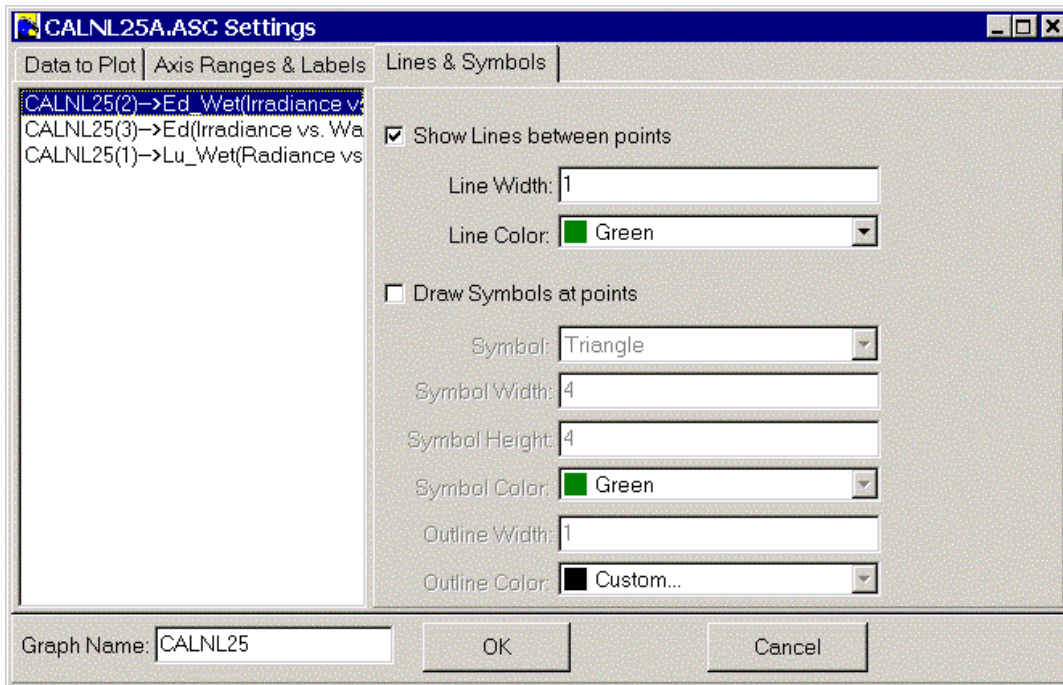 CALNL25A.ASC Settings
Data to Plot
Axis Ranges & Labels
Lines & Symbols
CALNL25(2)-->Ed_Wet(Irradiance v
CALNL25(3)-->Ed(Irradiance vs. Wa
CALNL25(1)-->Lu_Wet(Radiance vs
Show Lines between points
Line Width: 1
Line Color: Green
Draw Symbols at points
Symbol: Triangle
Symbol Width: 4
Symbol Height: 4
Symbol Color: Green
Outline Width: 1
Outline Color: Custom...
Graph Name: CALNL25
OK
Cancel